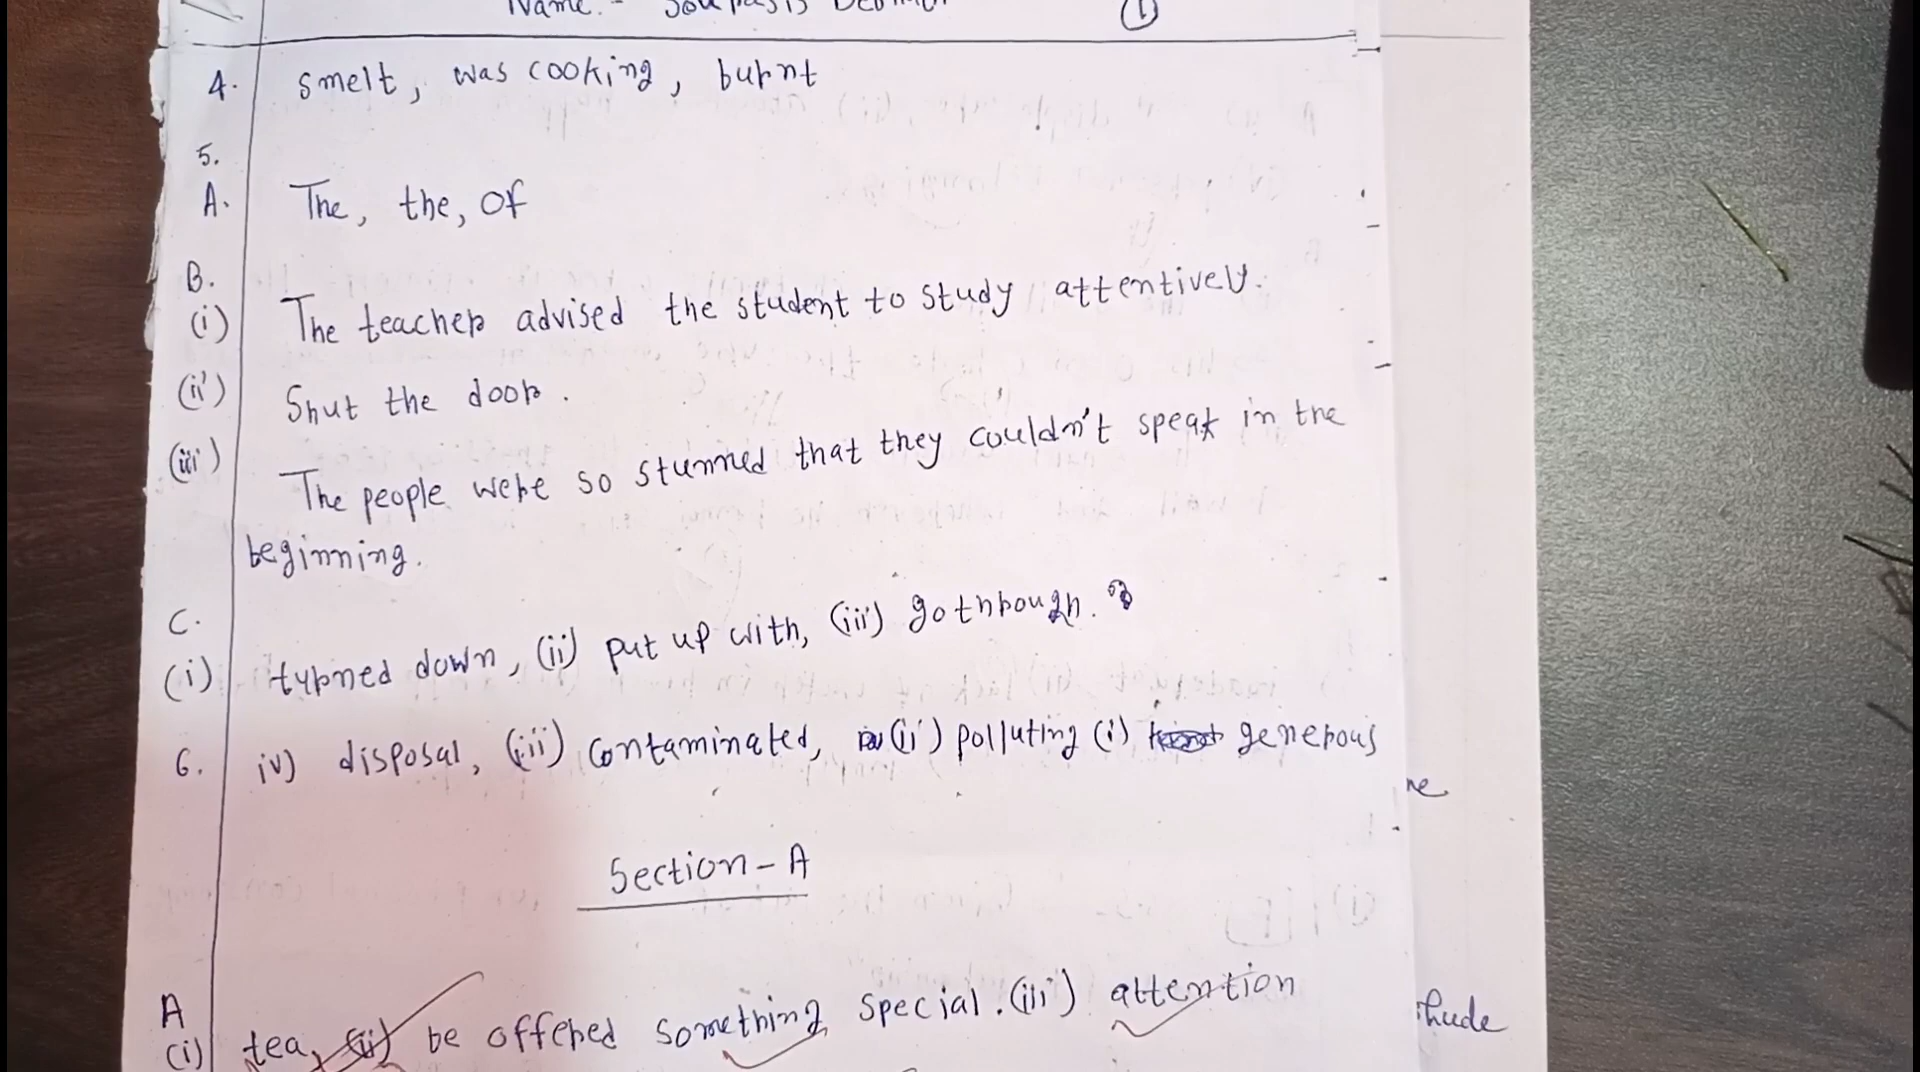 Name :-
①
4. smelt, was cooking, burnt
5.
A. The, the, of
B.
(i) The teacher advised the student to study attentively.
(ii) Shut the door.
(iii) The people were so stunned that they couldn't speak in the
beginning.
C.
(i) turned down, (ii) put up with, (iii) go through.
6. iv) disposal, (iii) contaminated, (ii) polluting (i) generous
ne
Section - A
A
(i) tea, (ii) be offered something special. (iii) attention
hude